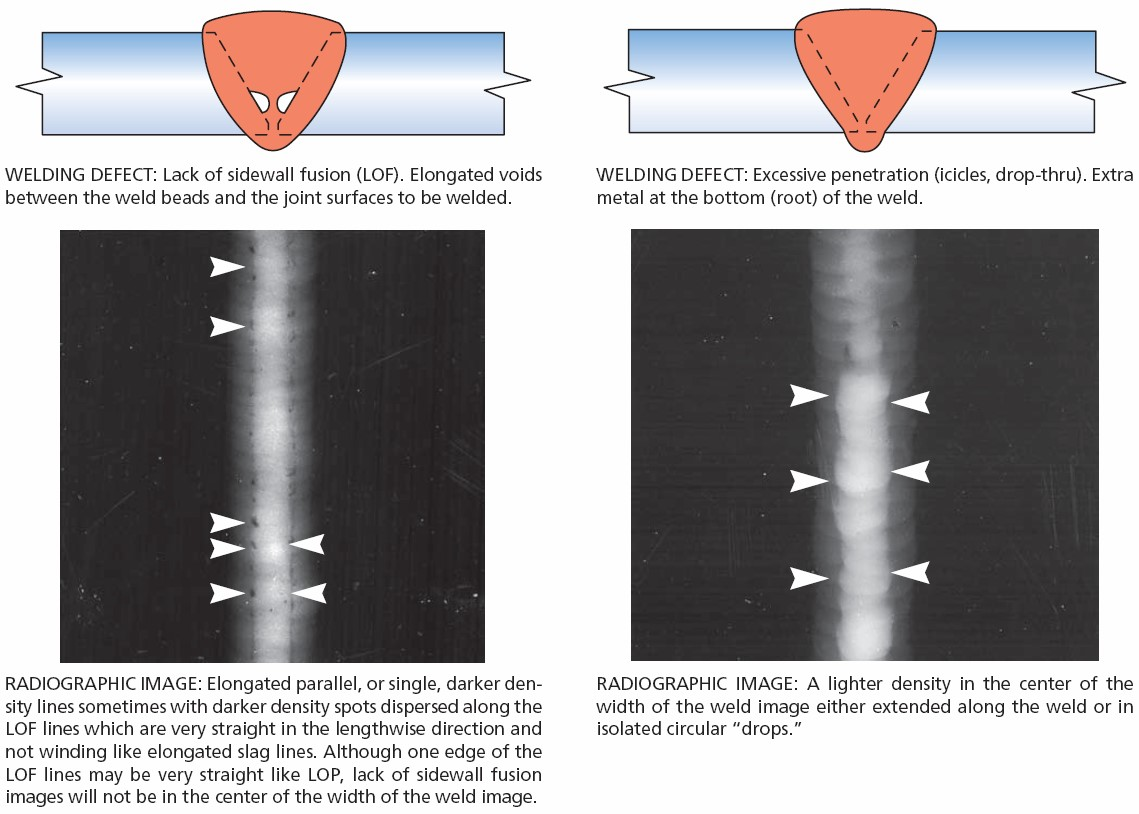 WELDING DEFECT: Lack of sidewall fusion (LOF). Elongated voids
between the weld beads and the joint surfaces to be welded.
RADIOGRAPHIC IMAGE: Elongated parallel, or single, darker den-
sity lines sometimes with darker density spots dispersed along the
LOF lines which are very straight in the lengthwise direction and
not winding like elongated slag lines. Although one edge of the
LOF lines may be very straight like LOP, lack of sidewall fusion
images will not be in the center of the width of the weld image.
WELDING DEFECT: Excessive penetration (icicles, drop-thru). Extra
metal at the bottom (root) of the weld.
RADIOGRAPHIC IMAGE: A lighter density in the center of the
width of the weld image either extended along the weld or in
isolated circular “drops.”